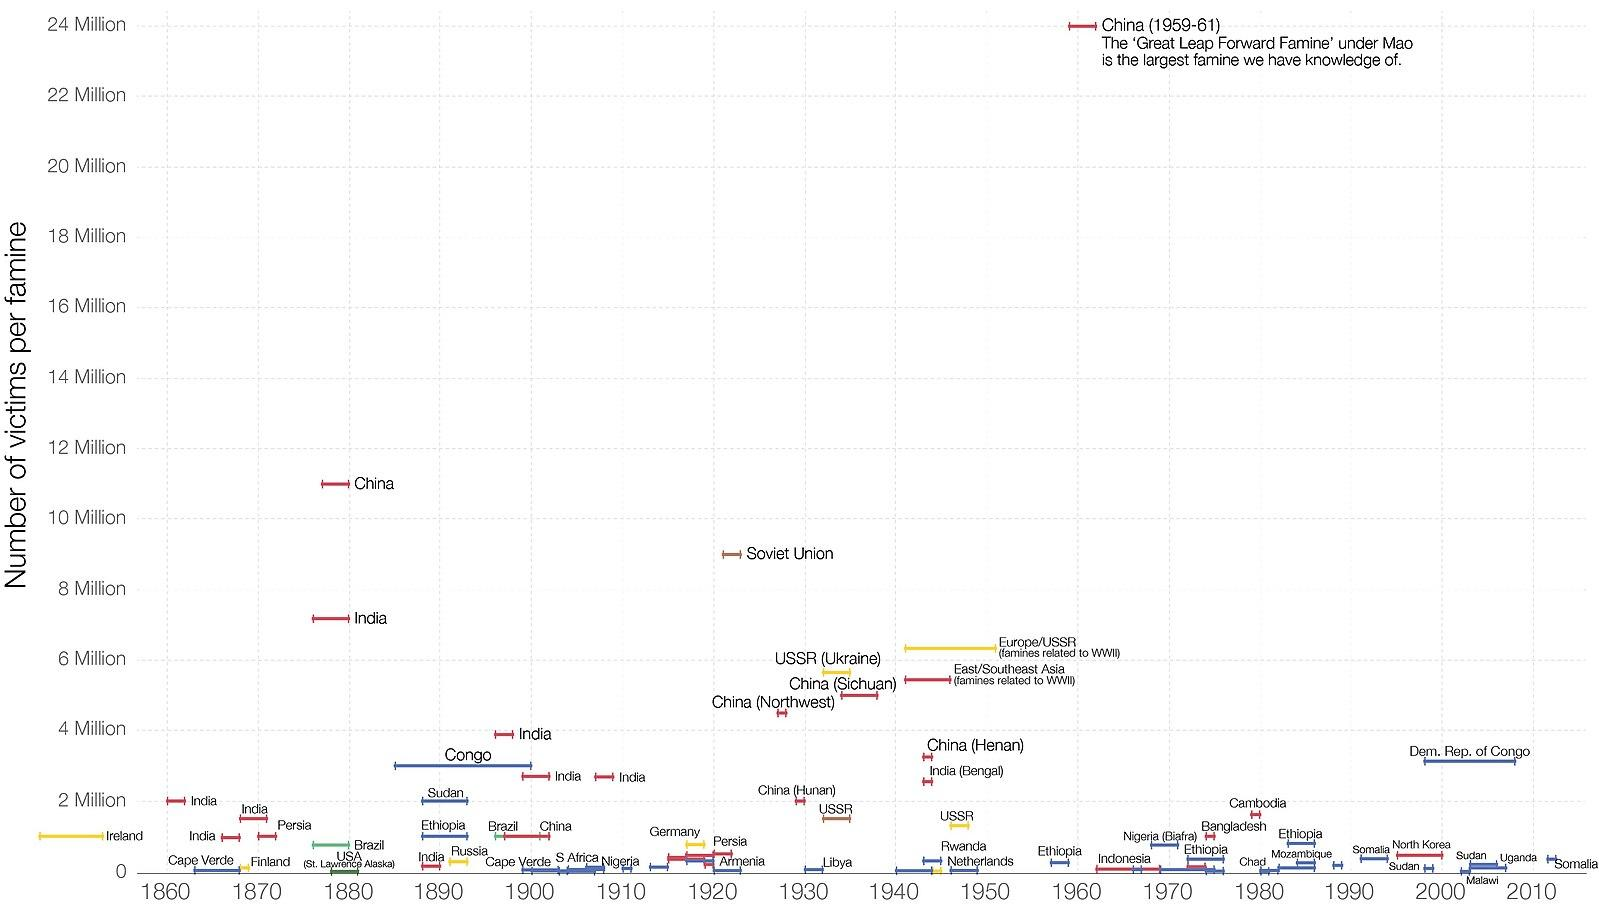 24 Million
China (1959-61)
The 'Great Leap Forward Famine' under Mao
is the largest famine we have knowledge of.
22 Million
20 Million
18 Million
16 Million
14 Million
12 Million
China
10 Million
Soviet Union
8 Million
India
Number of victims per famine
Europe/USSR
(famines related to WWII)
6 Million
USSR (Ukraine)
East/Southeast Asia
(famines related to WWII)
China (Sichuan)
China (Northwest)
4 Million
India
China (Henan)
Congo
Dem. Rep. of Congo
India
India
India (Bengal)
China (Hunan)
Sudan
2 Million
India
India
USSR
USSR
Cambodia
Persia
Ethiopia
Brazil
China
Germany
Bangladesh
Ireland
India
Nigeria (Biafra)
Ethiopia
Brazil
Persia
Rwanda
North Korea
USA
(St. Lawrence Alaska)
India
Russia
Ethiopia
Ethiopia
Somalia
Mozambique
Cape Verde
Finland
Cape Verde
S Africa
Nigeria
Armenia
Libya
Netherlands
Indonesia
Chad
Sudan
Sudan
Uganda
Somalia
Malawi
0
1860
1870
1880
1890
1900
1910
1920
1930
1940
1950
1960
1970
1980
1990
2000
2010